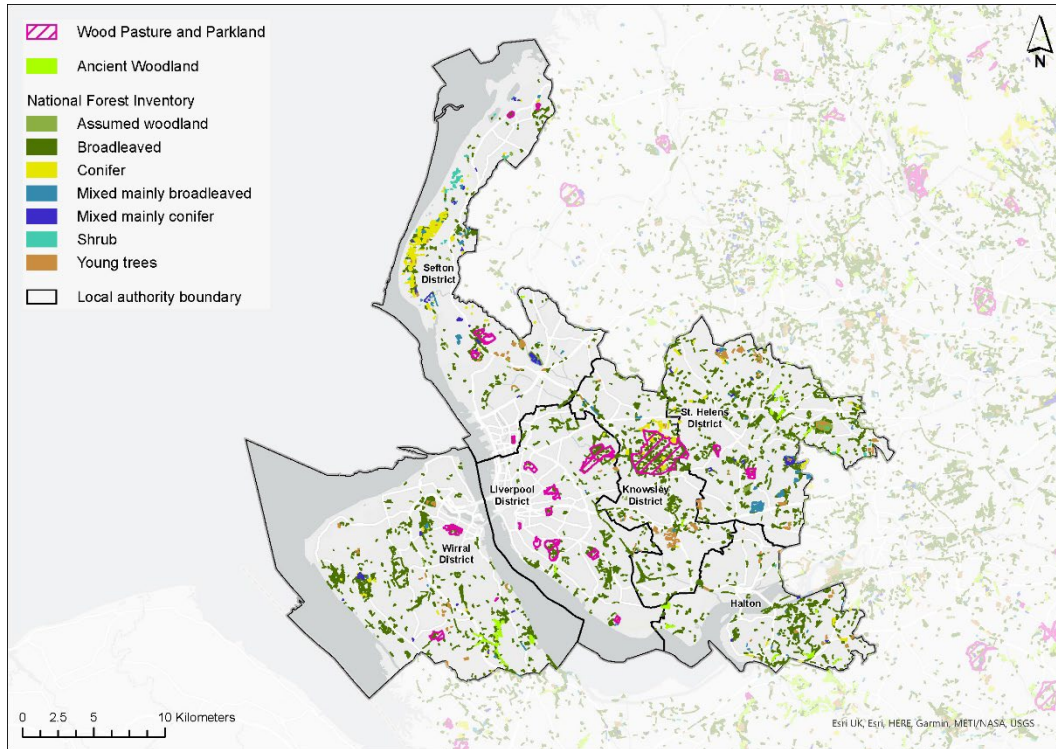 Wood Pasture and Parkland
Ancient Woodland
National Forest Inventory
Assumed woodland
Broadleaved
Conifer
Mixed mainly broadleaved
Mixed mainly conifer
Shrub
Young trees
Local authority boundary
N
Sefton
District
St. Helens
District
Liverpool
District
Knowsley
District
Wirral
District
Halton
0 2.5 5 10 Kilometers
Esri UK, Esri, HERE, Garmin, METI/NASA, USGS